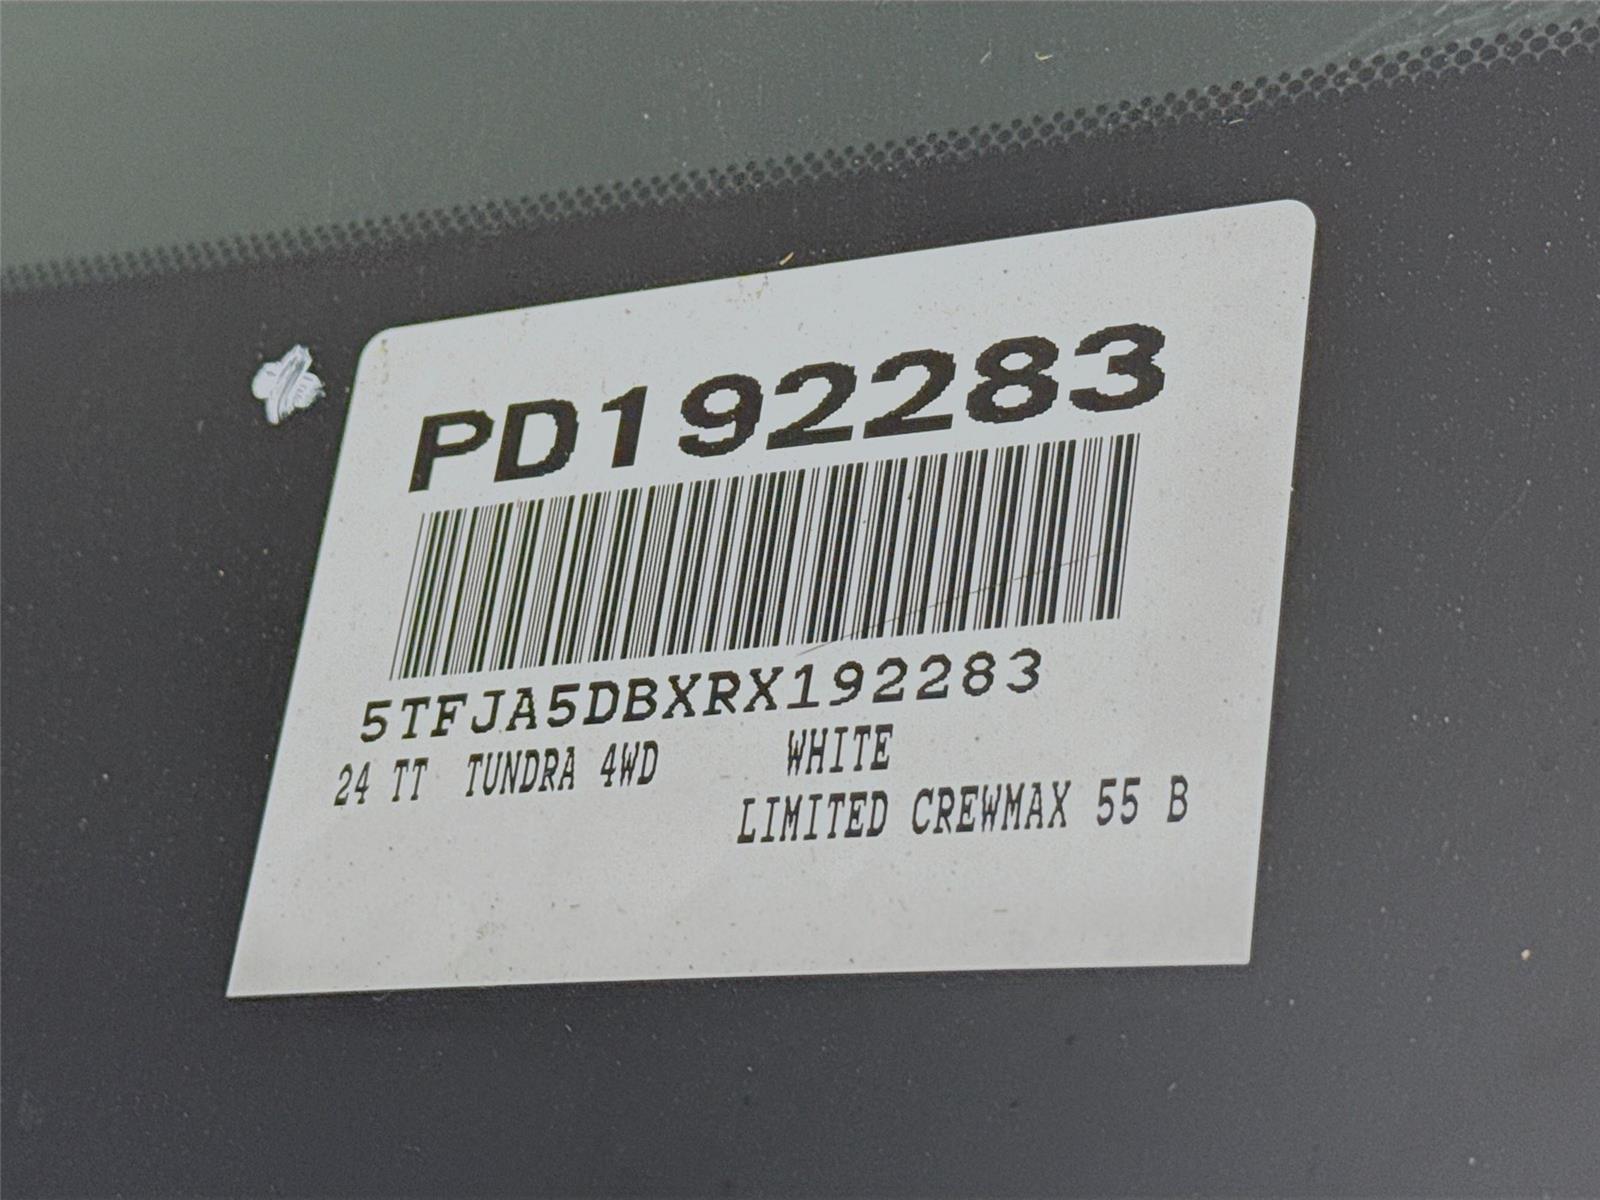 PD192283
5TFJA5DBXRX192283
24 TT TUNDRA 4WD WHITE
LIMITED CREWMAX 55 B